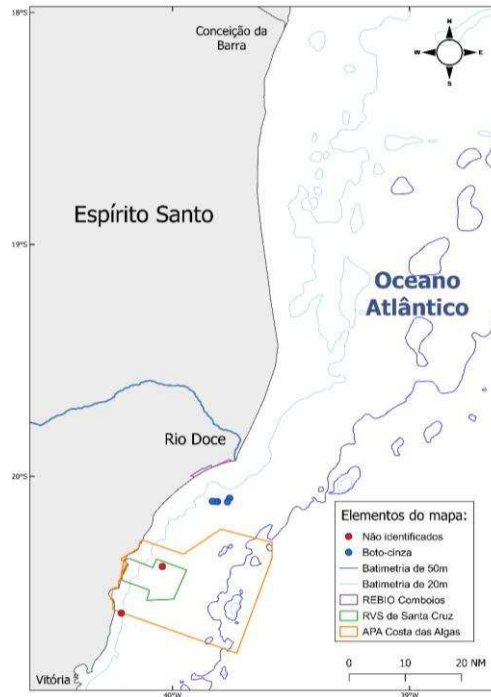 18°S
Conceição da
Barra
N
W
E
S
Espírito Santo
19°S
Oceano
Atlântico
Rio Doce
20°S
Elementos do mapa:
Não identificados
Boto-cinza
Batimetria de 50m
Batimetria de 20m
REBIO Comboios
RVS de Santa Cruz
APA Costa das Algas
Vitória
0
10
20 NM
40°W
39°W